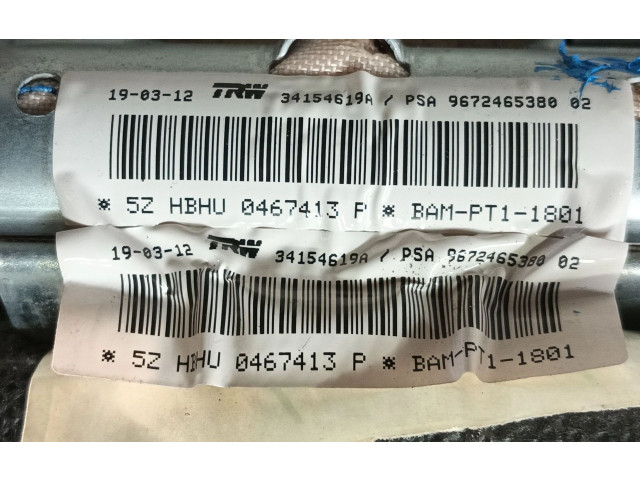 19-03-12 TRW 34154619A / PSA 9672465380 02
* 5Z HBHU 0467413 P * BAM-PT1-1801
19-03-12 TRW 34154619A / PSA 9672465380 02
* 5Z HBHU 0467413 P * BAM-PT1-1801